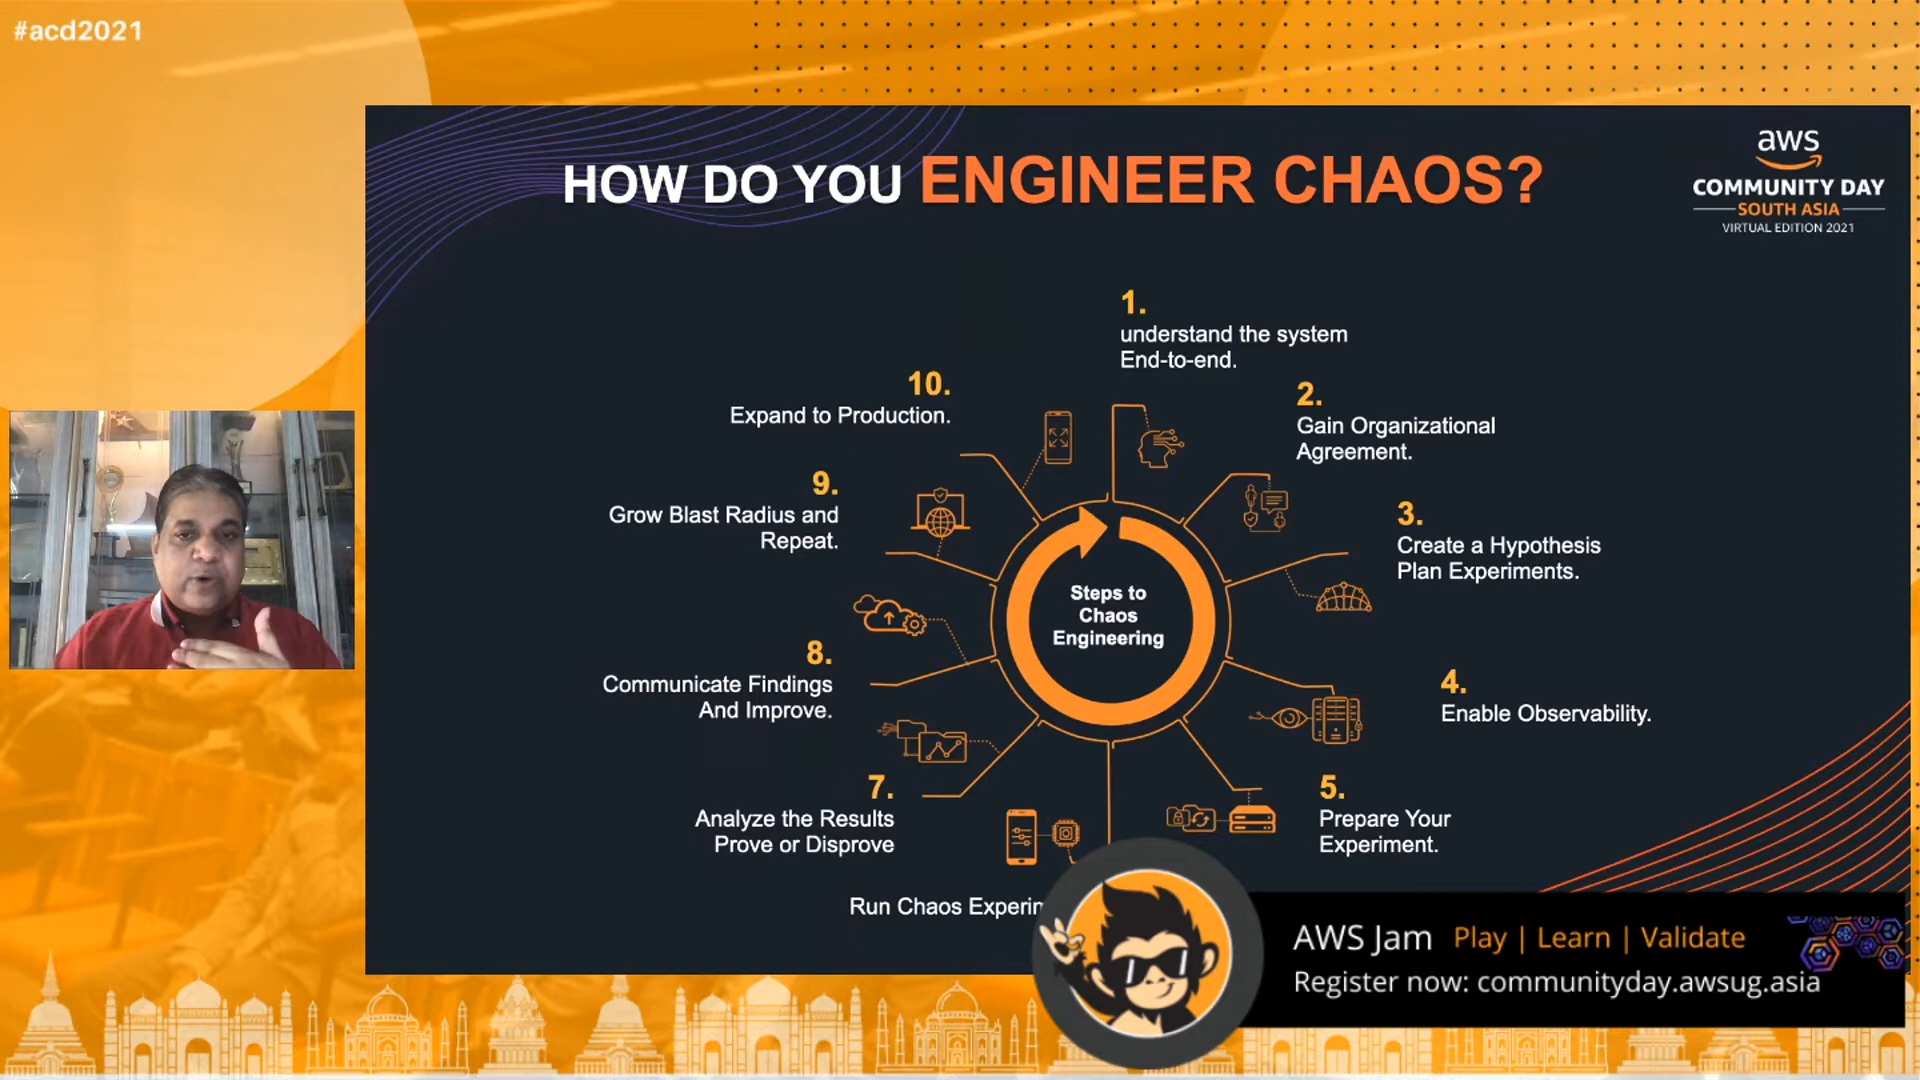 #acd2021
HOW DO YOU ENGINEER CHAOS?
aws
COMMUNITY DAY
SOUTH ASIA
VIRTUAL EDITION 2021
1.
understand the system
End-to-end.
2.
Gain Organizational
Agreement.
3.
Create a Hypothesis
Plan Experiments.
4.
Enable Observability.
5.
Prepare Your
Experiment.
Run Chaos
7.
Analyze the Results
Prove or Disprove
8.
Communicate Findings
And Improve.
9.
Grow Blast Radius and
Repeat.
10.
Expand to Production.
Steps to
Chaos
Engineering
AWS Jam Play | Learn | Validate
Register now: communityday.awsug.asia